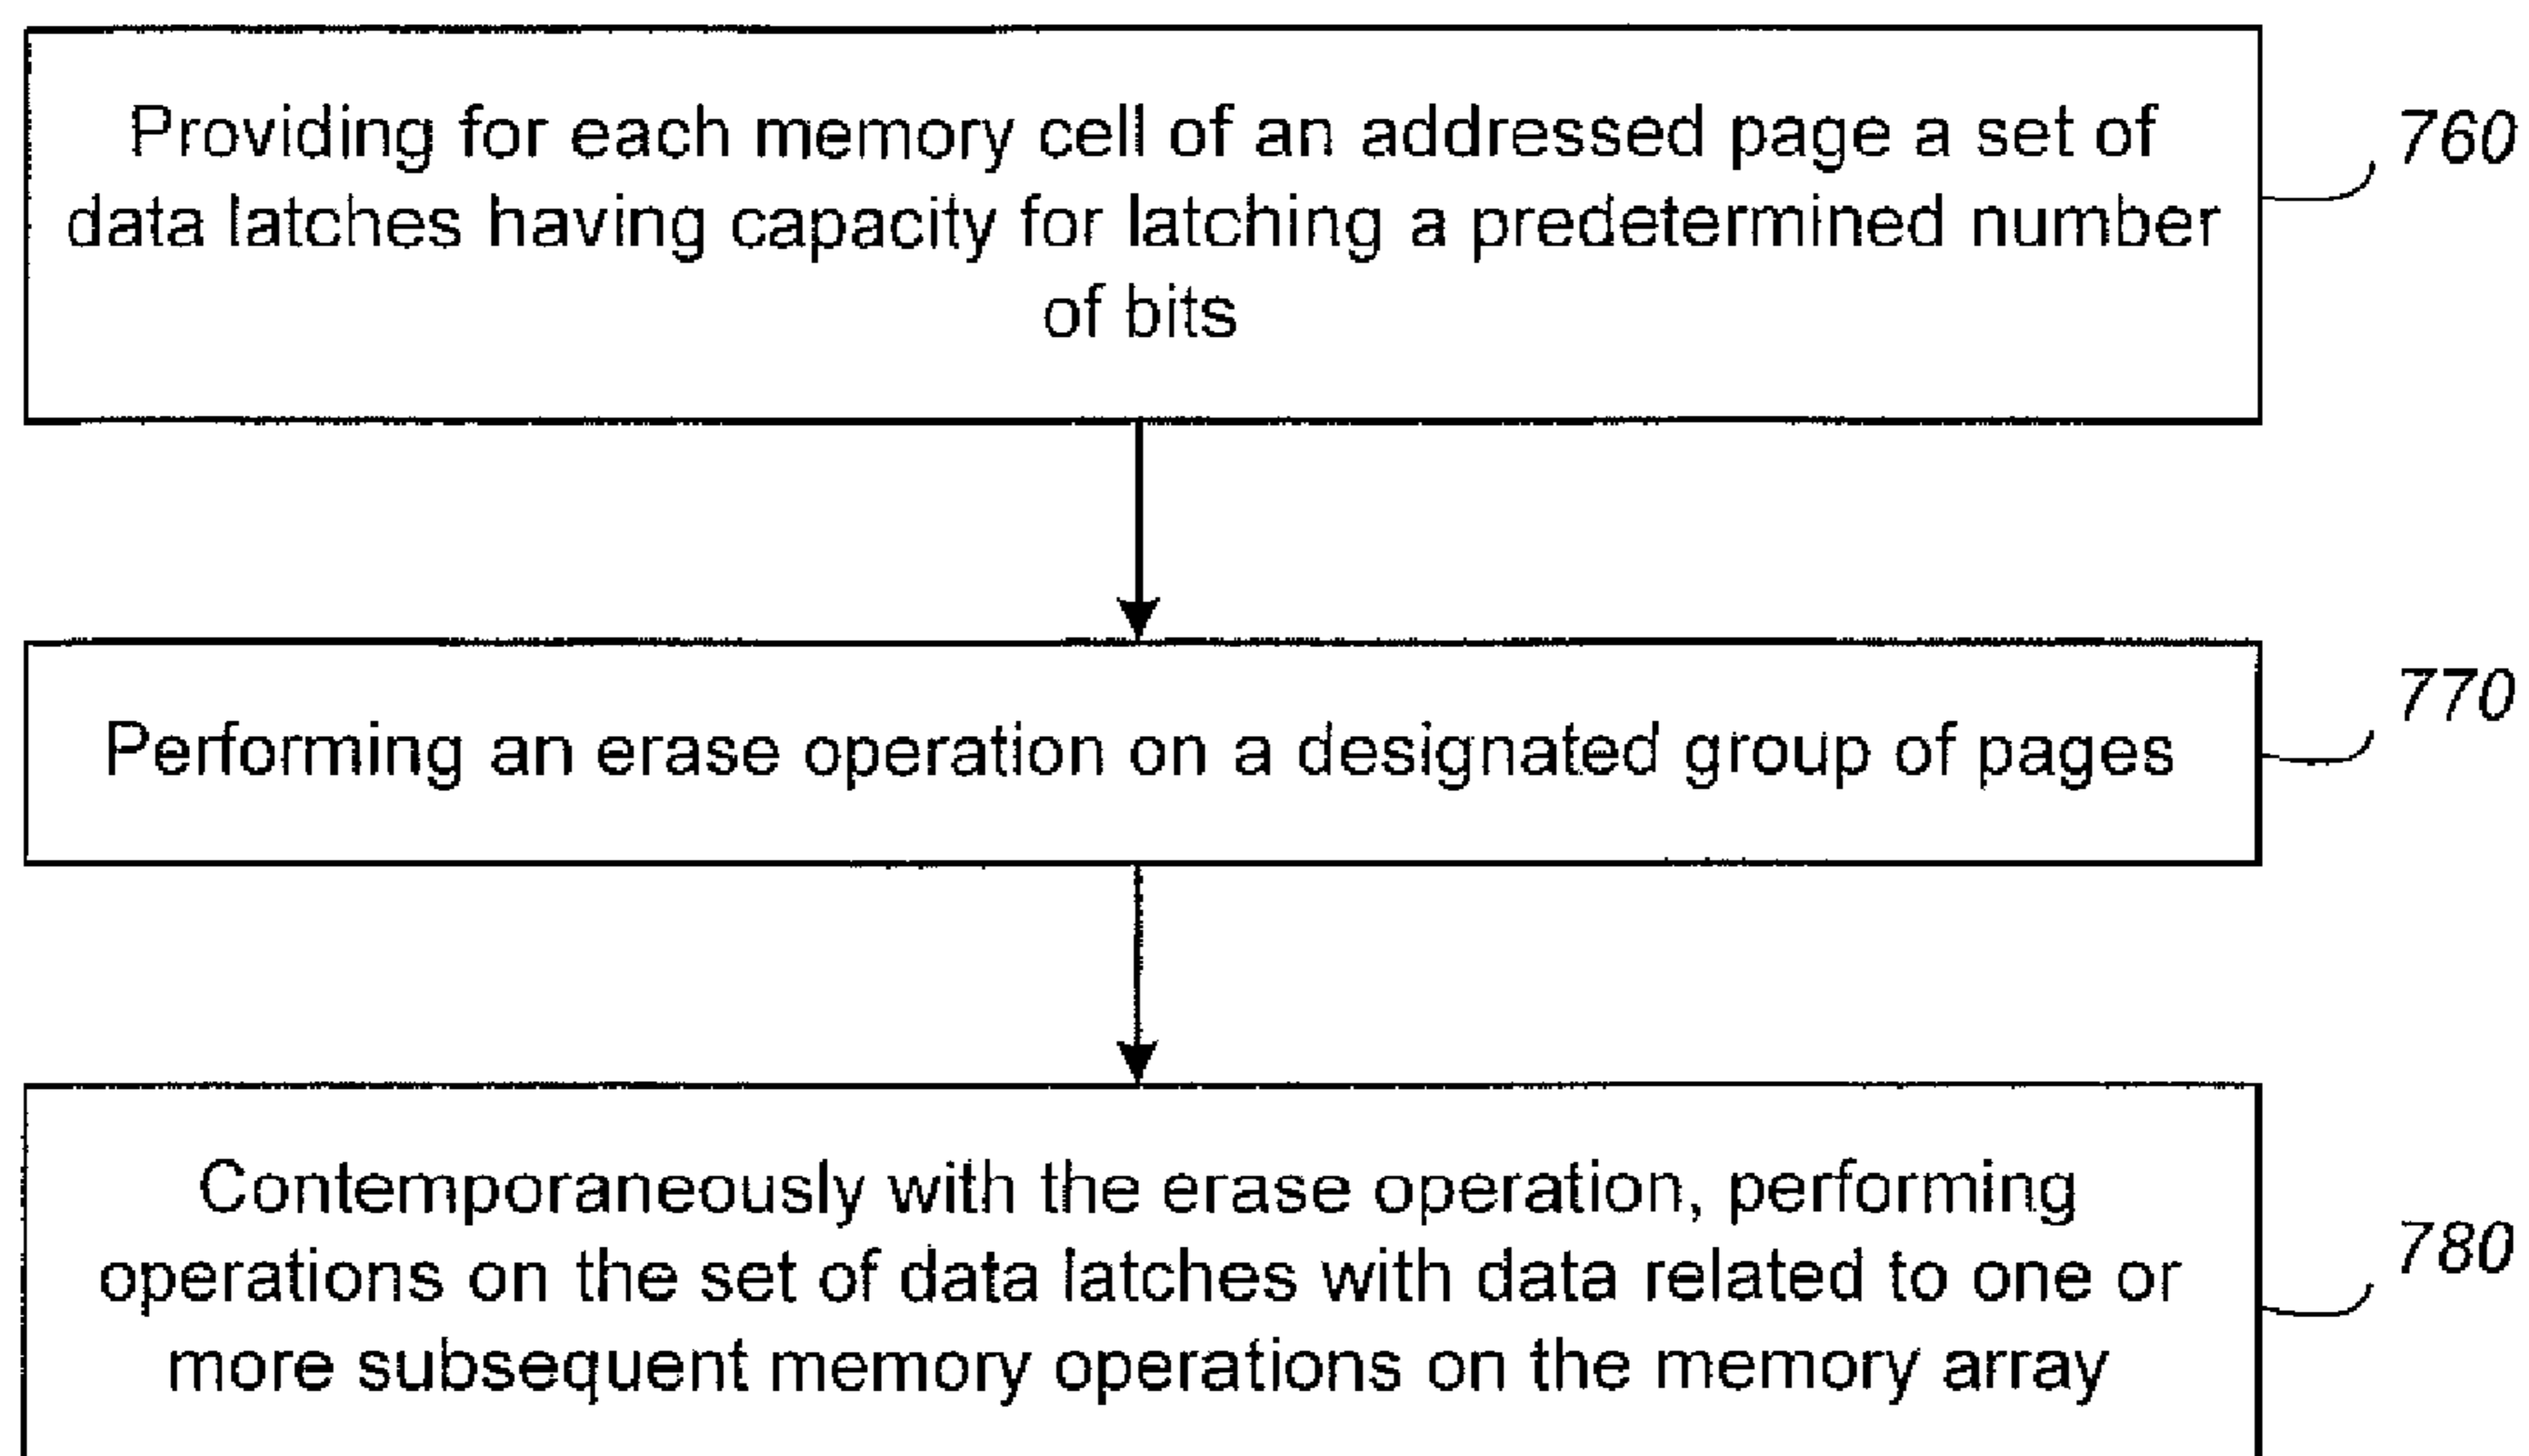 Providing for each memory cell of an addressed page a set of
data latches having capacity for latching a predetermined number
of bits
760
Performing an erase operation on a designated group of pages
770
Contemporaneously with the erase operation, performing
operations on the set of data latches with data related to one or
more subsequent memory operations on the memory array
780